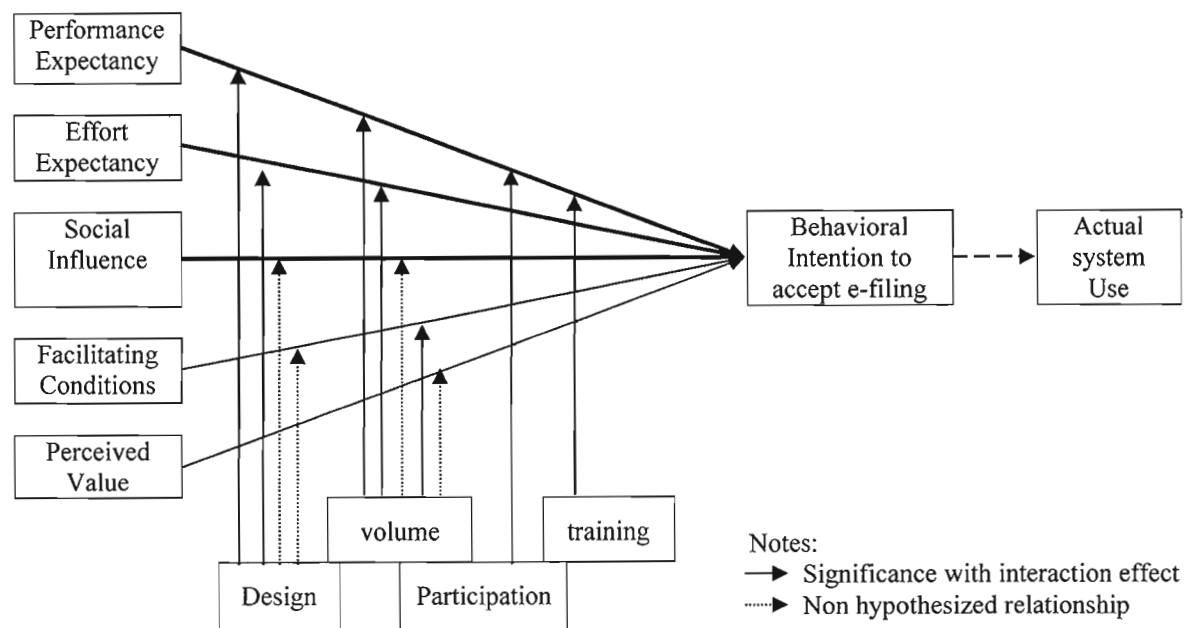 Performance
Expectancy
Effort
Expectancy
Social
Influence
Facilitating
Conditions
Perceived
Value
Behavioral
Intention to
accept e-filing
Actual
system
Use
volume
training
Design
Participation
Notes:
Significance with interaction effect
Non hypothesized relationship